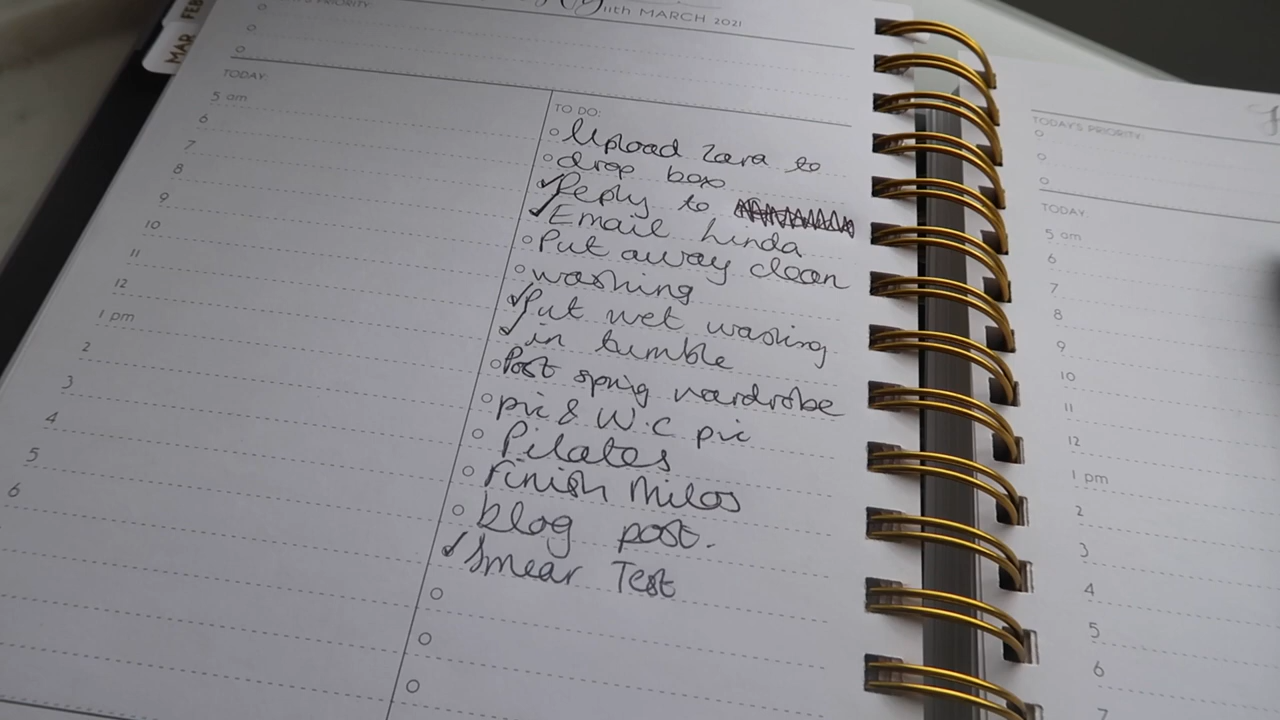 MAR
FEB
11TH MARCH 2021
PRIORITY:
TODAY:
5 am
6
7
8
9
10
11
12
1 pm
2
3
4
5
6
TO DO:
Upload Zara to
drop box
Reply to
Email Linda
Put away clean
washing
Put wet washing
in tumble
Post spring wardrobe
pic & W.C pic
Pilates
Finish Milos
blog post.
Smear Test
TODAY'S PRIORITY:
TODAY:
5 am
6
7
8
9
10
11
12
1 pm
2
3
4
5
6
7